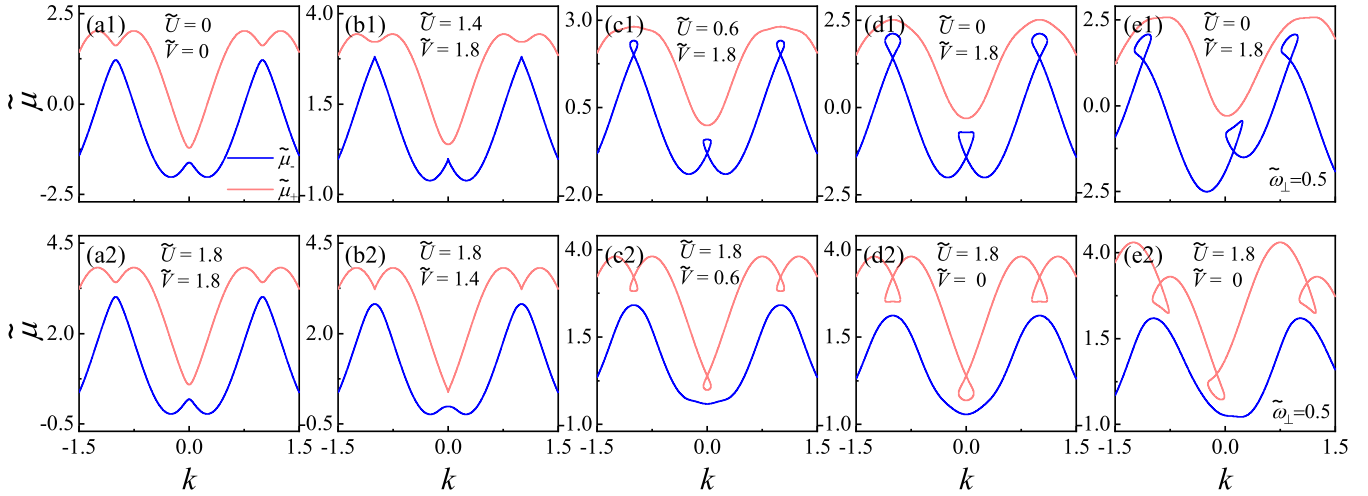 (a1) Ũ = 0
Ṽ = 0
(b1) Ũ = 1.4
Ṽ = 1.8
(c1) Ũ = 0.6
Ṽ = 1.8
(d1) Ũ = 0
Ṽ = 1.8
(e1) Ũ = 0
Ṽ = 1.8
2.5
0.0
-2.5
4.0
1.5
-1.0
3.0
0.5
-2.0
2.5
0.0
-2.5
2.5
0.0
-2.5
μ̃
μ̃₋
μ̃₊
ω̃⊥=0.5
(a2) Ũ = 1.8
Ṽ = 1.8
(b2) Ũ = 1.8
Ṽ = 1.4
(c2) Ũ = 1.8
Ṽ = 0.6
(d2) Ũ = 1.8
Ṽ = 0
(e2) Ũ = 1.8
Ṽ = 0
4.5
2.0
-0.5
4.5
2.0
-0.5
4.0
1.5
-1.0
4.0
1.5
-1.0
4.0
1.5
-1.0
μ̃
ω̃⊥=0.5
-1.5 0.0 1.5
-1.5 0.0 1.5
-1.5 0.0 1.5
-1.5 0.0 1.5
-1.5 0.0 1.5
k k k k k